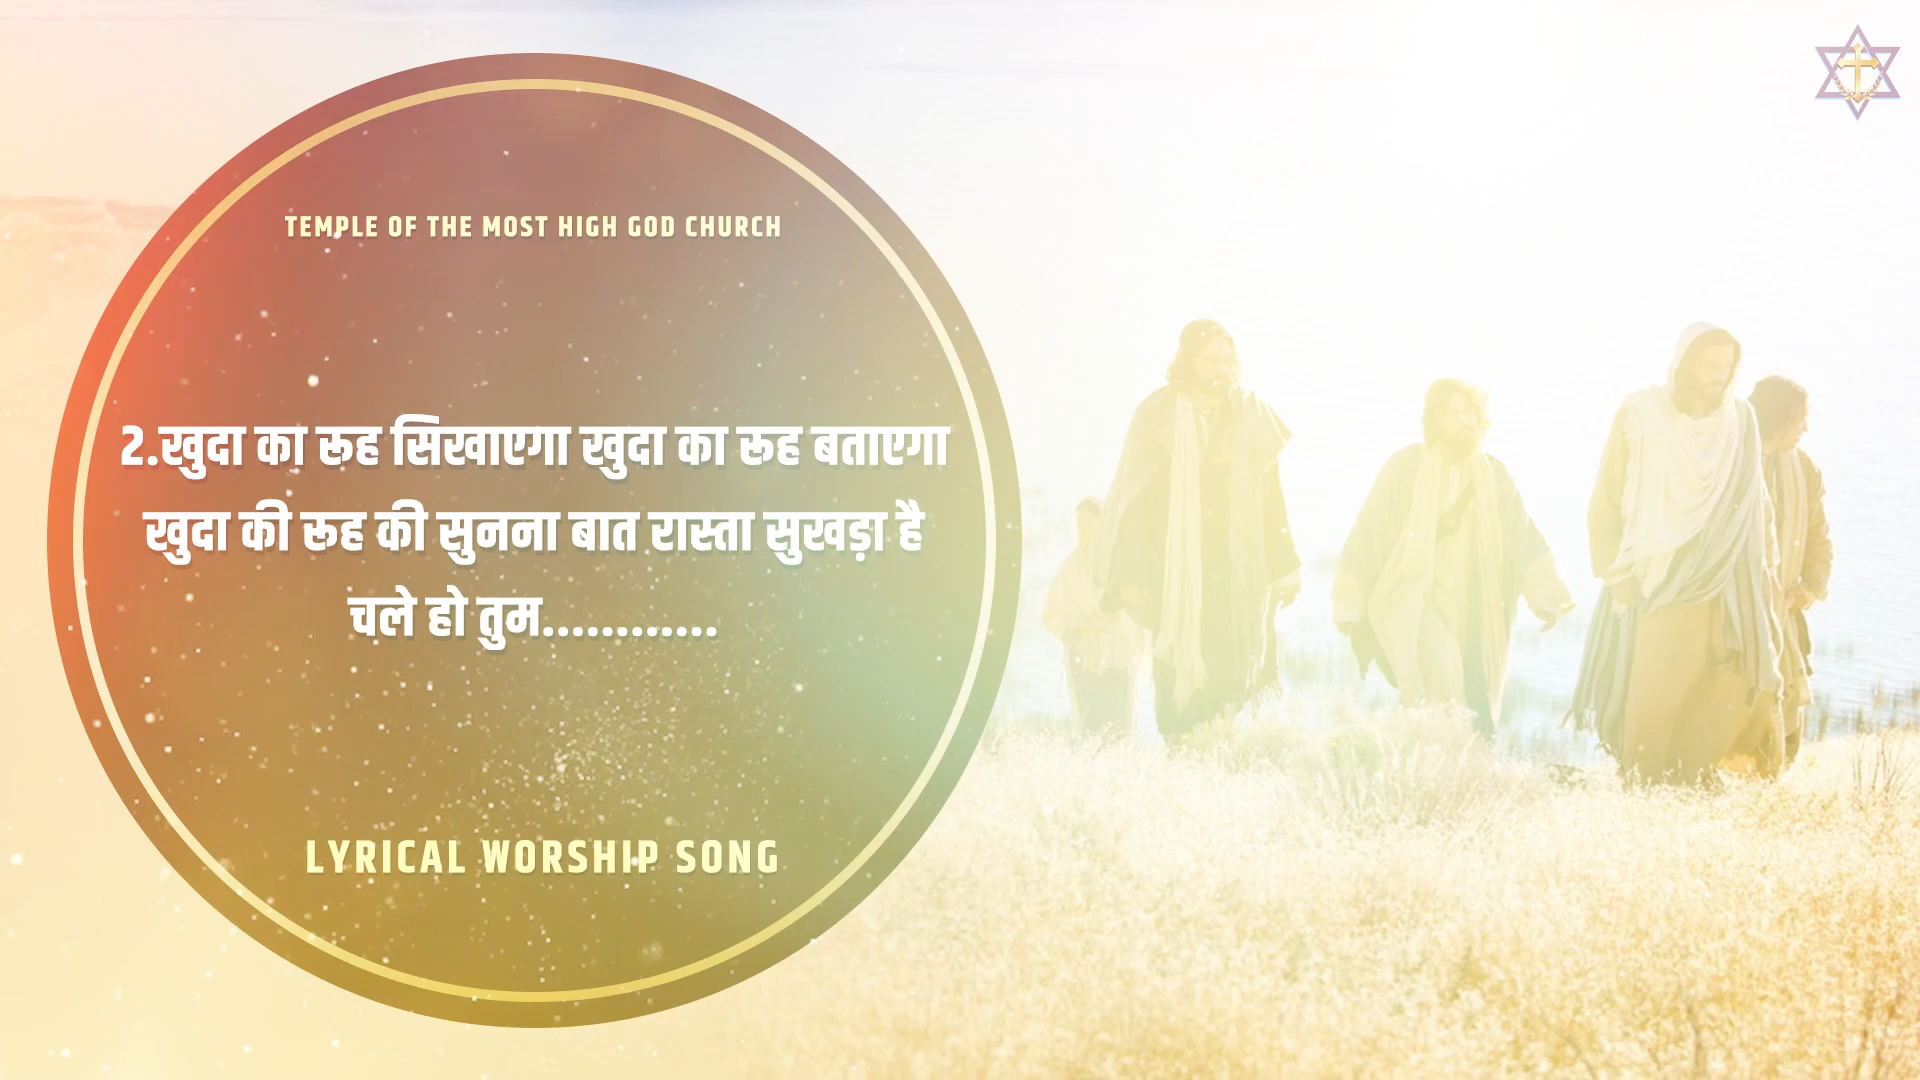 TEMPLE OF THE MOST HIGH GOD CHURCH
2.खुदा का रूह सिखाएगा खुदा का रूह बताएगा
खुदा की रूह की सुनना बात रास्ता सुखड़ा है
चले हो तुम............
LYRICAL WORSHIP SONG